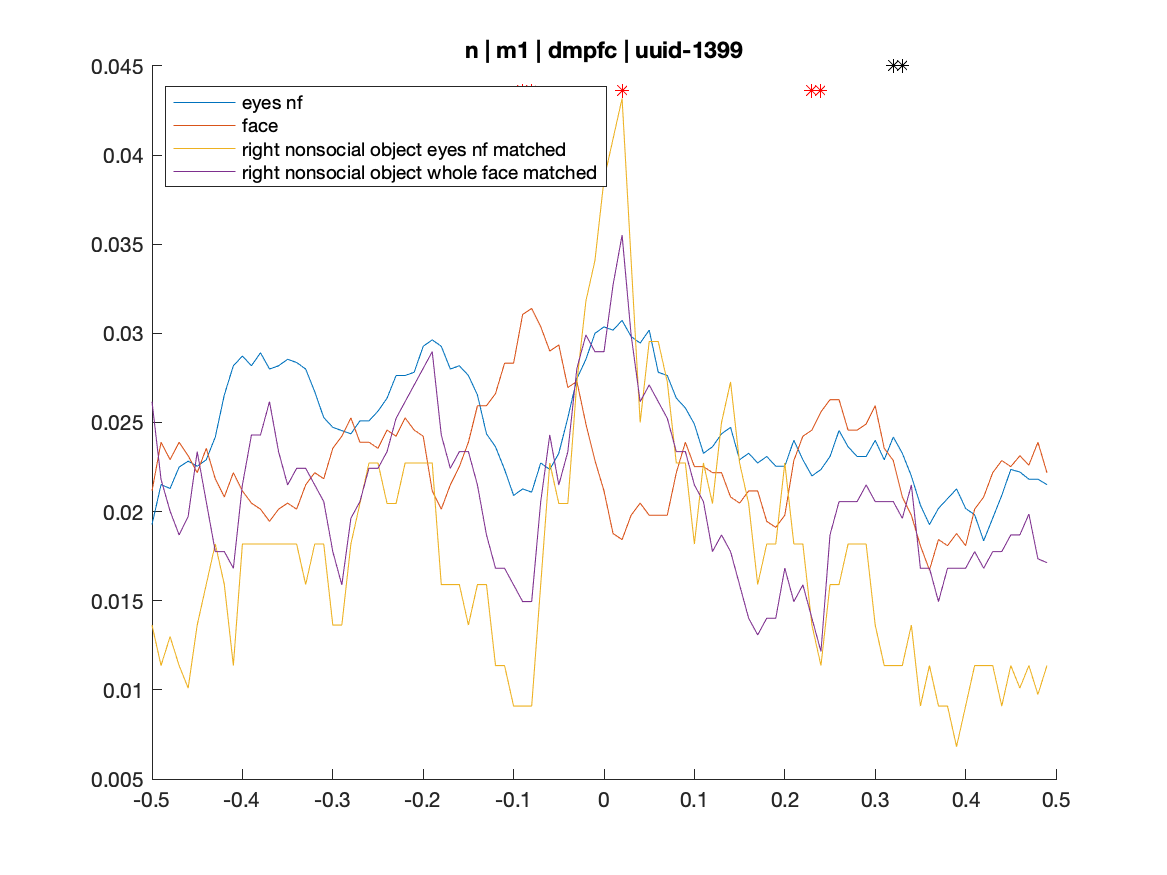 n | m1 | dmpfc | uuid-1399
0.045
0.04
0.035
0.03
0.025
0.02
0.015
0.01
0.005
eyes nf
face
right nonsocial object eyes nf matched
right nonsocial object whole face matched
-0.5 -0.4 -0.3 -0.2 -0.1 0 0.1 0.2 0.3 0.4 0.5